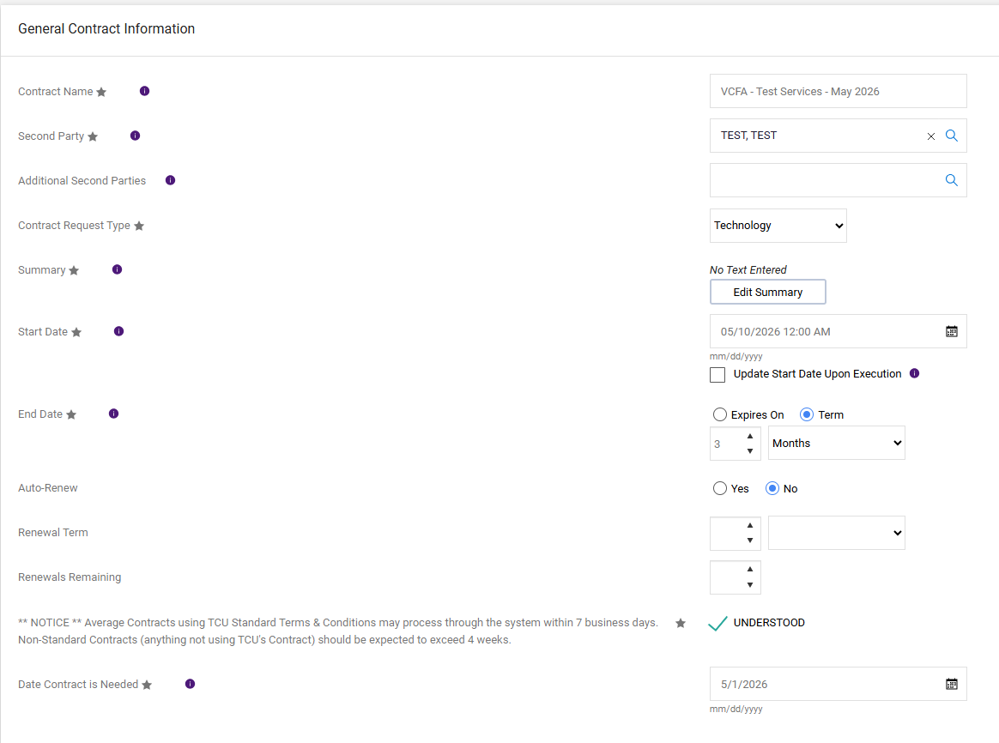 General Contract Information
Contract Name ★ VCFA - Test Services - May 2026
Second Party ★ TEST, TEST
Additional Second Parties
Contract Request Type ★ Technology
Summary ★ No Text Entered
Edit Summary
Start Date ★ 05/10/2026 12:00 AM
mm/dd/yyyy
Update Start Date Upon Execution
End Date ★ Expires On Term
3 Months
Auto-Renew Yes No
Renewal Term
Renewals Remaining
** NOTICE ** Average Contracts using TCU Standard Terms & Conditions may process through the system within 7 business days. ★ UNDERSTOOD
Non-Standard Contracts (anything not using TCU's Contract) should be expected to exceed 4 weeks.
Date Contract is Needed ★ 5/1/2026
mm/dd/yyyy